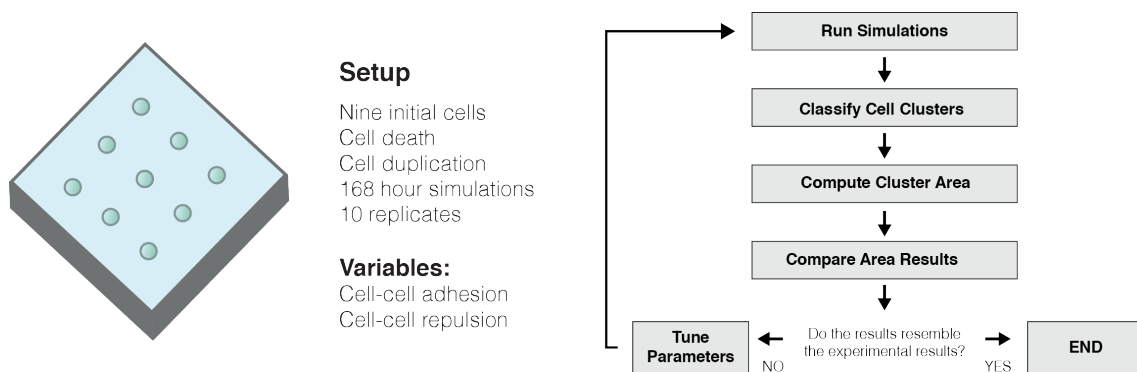 Setup
Nine initial cells
Cell death
Cell duplication
168 hour simulations
10 replicates
Variables:
Cell-cell adhesion
Cell-cell repulsion
Run Simulations
Classify Cell Clusters
Compute Cluster Area
Compare Area Results
Do the results resemble
the experimental results?
NO
YES
Tune
Parameters
END